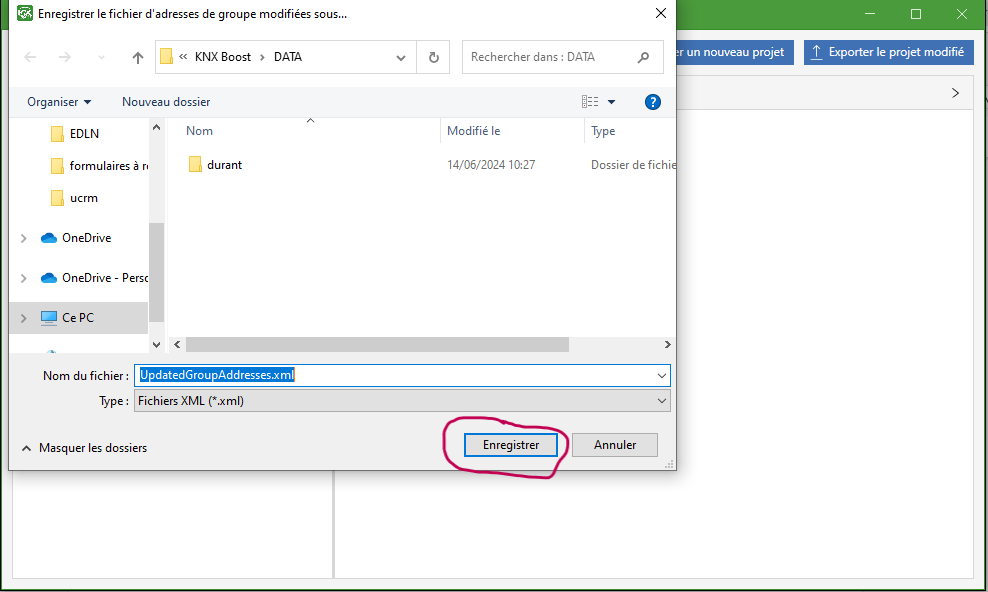 Enregistrer le fichier d'adresses de groupe modifiées sous...
« KNX Boost > DATA
Rechercher dans : DATA
er un nouveau projet
Exporter le projet modifié
Organiser
Nouveau dossier
?
Nom
Modifié le
Type
EDLN
formulaires à re
ucrm
OneDrive
OneDrive - Perso
Ce PC
durant
14/06/2024 10:27
Dossier de fichie
Nom du fichier :
UpdatedGroupAddresses.xml
Type :
Fichiers XML (*.xml)
Masquer les dossiers
Enregistrer
Annuler